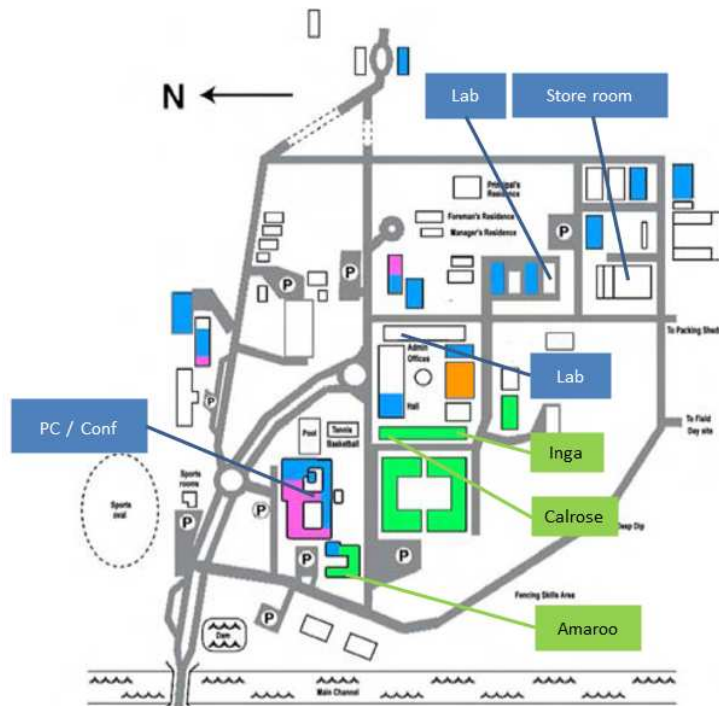 N
Lab
Store room
Principal's
Residence
Foreman's Residence
Manager's Residence
P
P
P
To Packing Shed
Admin
Offices
Lab
P
PC / Conf
Pool
Tennis
Basketball
Hall
To Field
Day site
Inga
Sports
rooms
Sports
oval
P
P
Calrose
Deep Dip
P
P
Fencing Skills Area
Amaroo
P
Dam
Main Channel